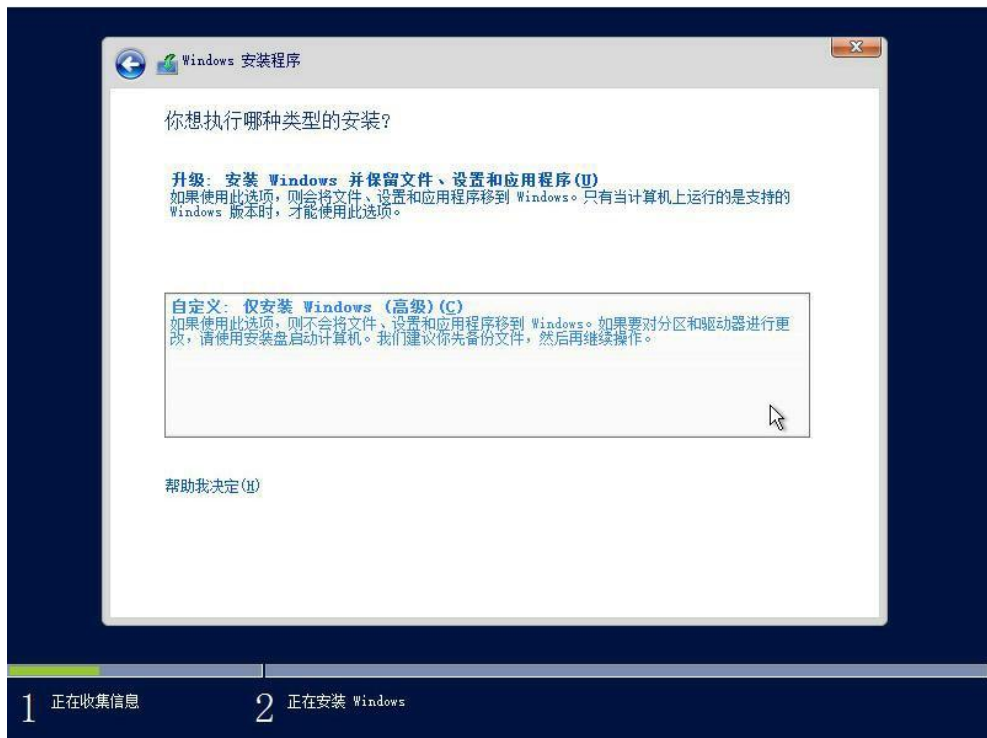 Windows 安装程序
你想执行哪种类型的安装?
升级: 安装 Windows 并保留文件、设置和应用程序(U)
如果使用此选项，则会将文件、设置和应用程序移到 Windows。只有当计算机上运行的是支持的
Windows 版本时，才能使用此选项。
自定义: 仅安装 Windows (高级)(C)
如果使用此选项，则不会将文件、设置和应用程序移到 Windows。如果要对分区和驱动器进行更
改，请使用安装盘启动计算机。我们建议你先备份文件，然后再继续操作。
帮助我决定(H)
1 正在收集信息
2 正在安装 Windows